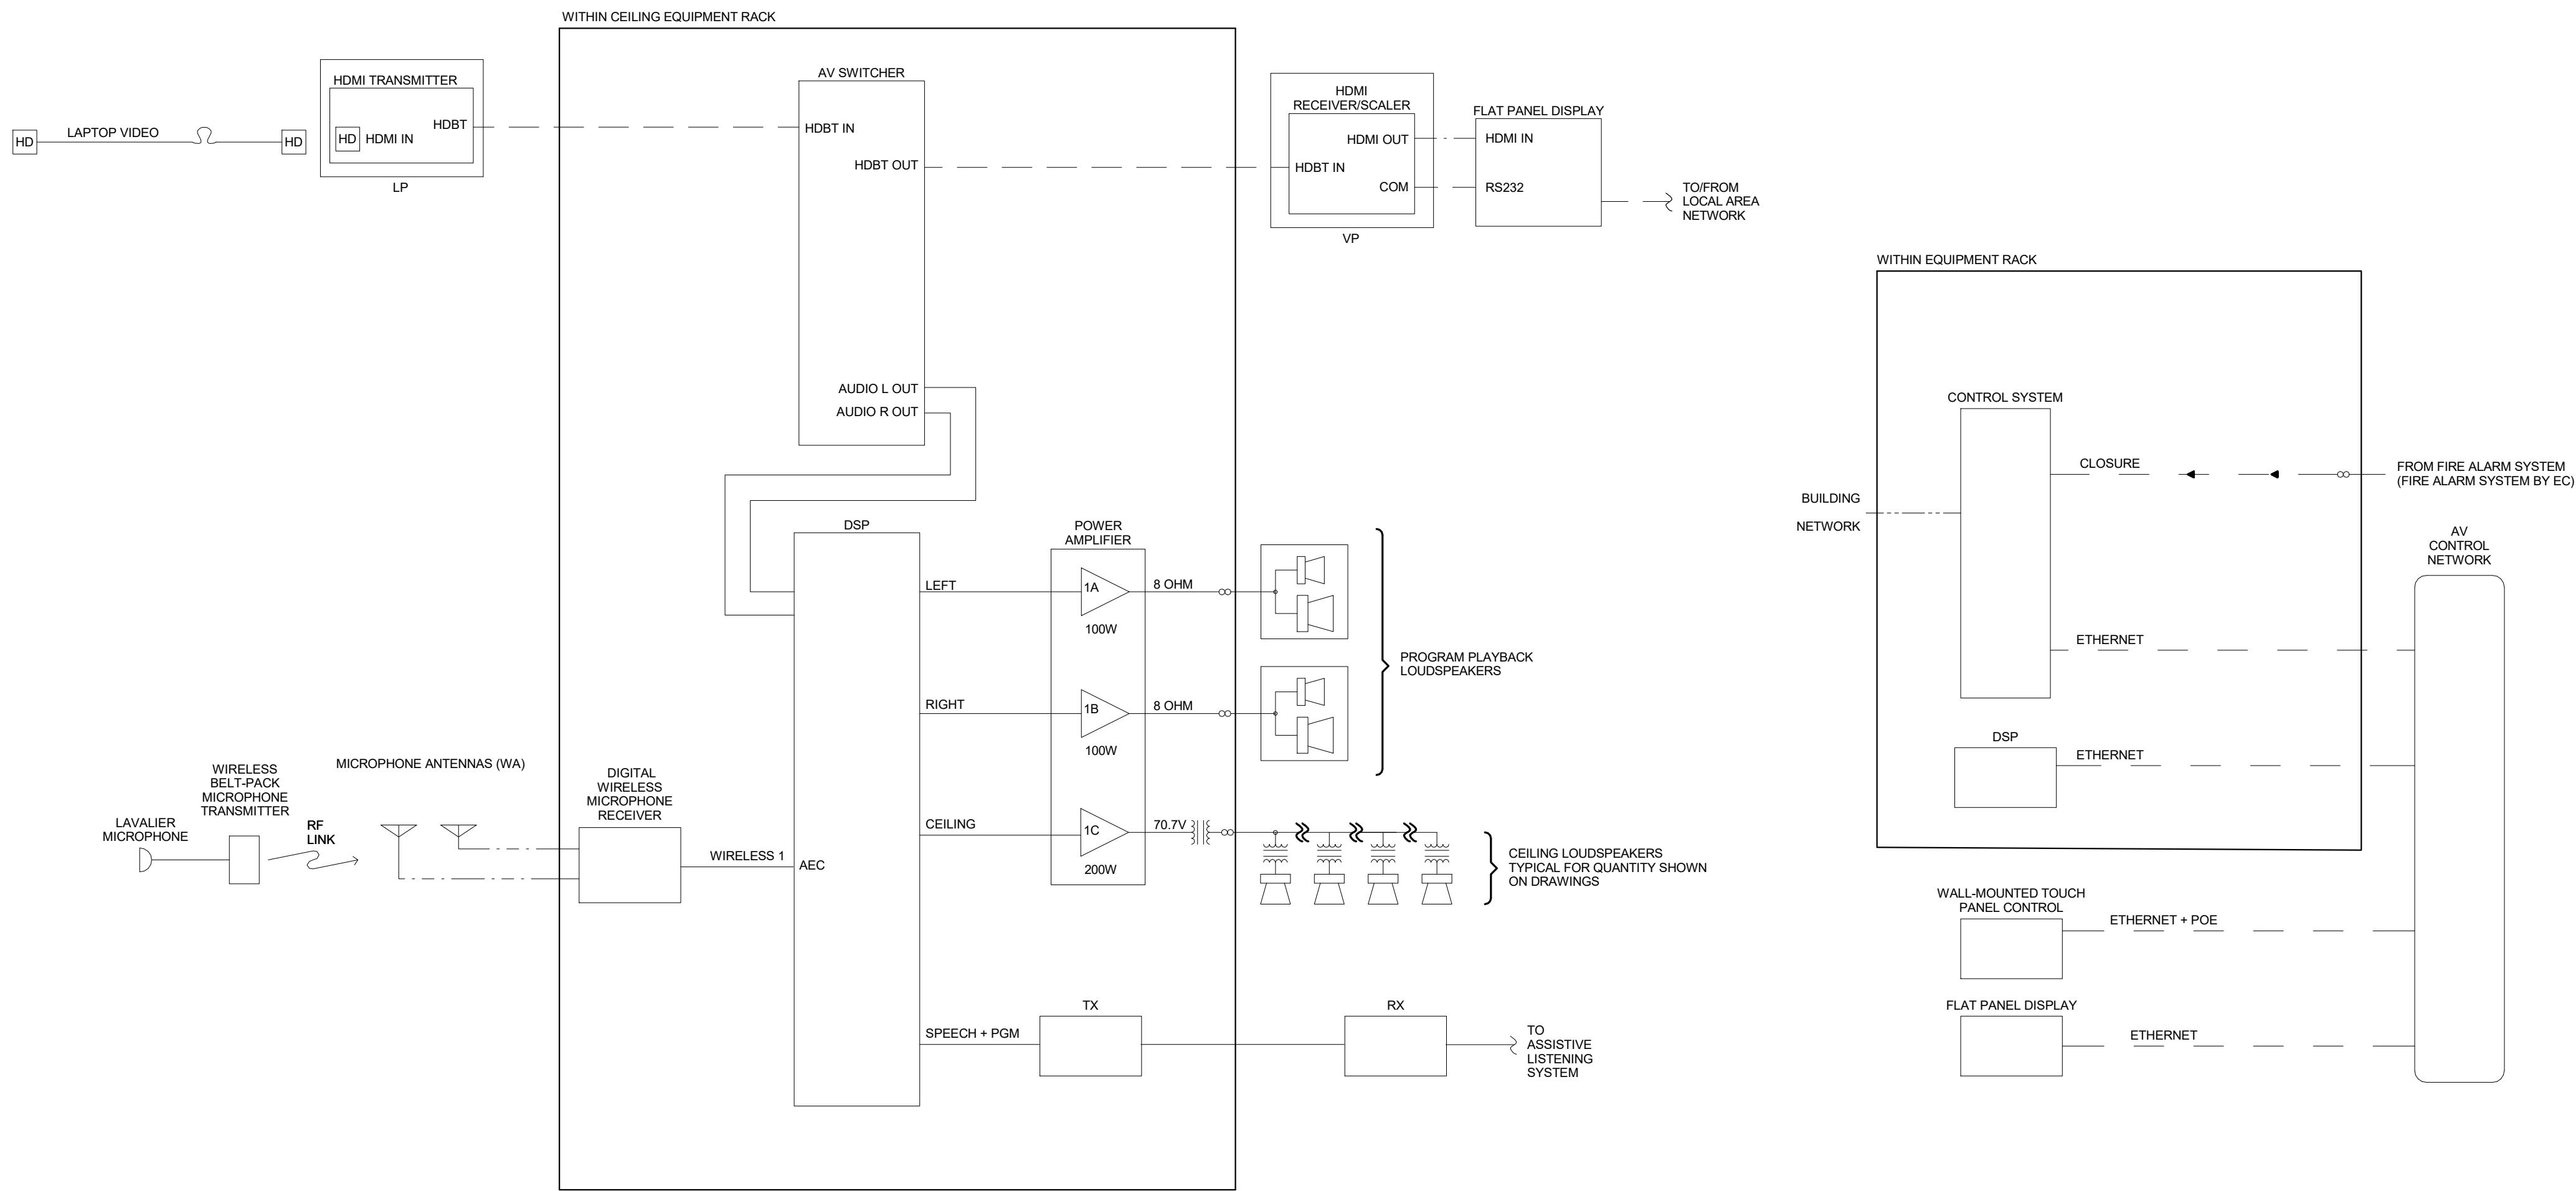 WITHIN CEILING EQUIPMENT RACK
HDMI TRANSMITTER
HD
LAPTOP VIDEO
HD
HD
HDMI IN
HDBT
LP
AV SWITCHER
HDBT IN
HDBT OUT
AUDIO L OUT
AUDIO R OUT
HDMI
RECEIVER/SCALER
HDMI OUT
HDBT IN
COM
VP
FLAT PANEL DISPLAY
HDMI IN
RS232
TO/FROM
LOCAL AREA
NETWORK
DSP
LEFT
RIGHT
CEILING
SPEECH + PGM
AEC
POWER
AMPLIFIER
1A
100W
8 OHM
1B
100W
8 OHM
1C
200W
70.7V
PROGRAM PLAYBACK
LOUDSPEAKERS
CEILING LOUDSPEAKERS
TYPICAL FOR QUANTITY SHOWN
ON DRAWINGS
LAVALIER
MICROPHONE
WIRELESS
BELT-PACK
MICROPHONE
TRANSMITTER
RF
LINK
MICROPHONE ANTENNAS (WA)
DIGITAL
WIRELESS
MICROPHONE
RECEIVER
WIRELESS 1
TX
RX
TO
ASSISTIVE
LISTENING
SYSTEM
WITHIN EQUIPMENT RACK
CONTROL SYSTEM
CLOSURE
FROM FIRE ALARM SYSTEM
(FIRE ALARM SYSTEM BY EC)
BUILDING
NETWORK
AV
CONTROL
NETWORK
ETHERNET
DSP
ETHERNET
WALL-MOUNTED TOUCH
PANEL CONTROL
ETHERNET + POE
FLAT PANEL DISPLAY
ETHERNET